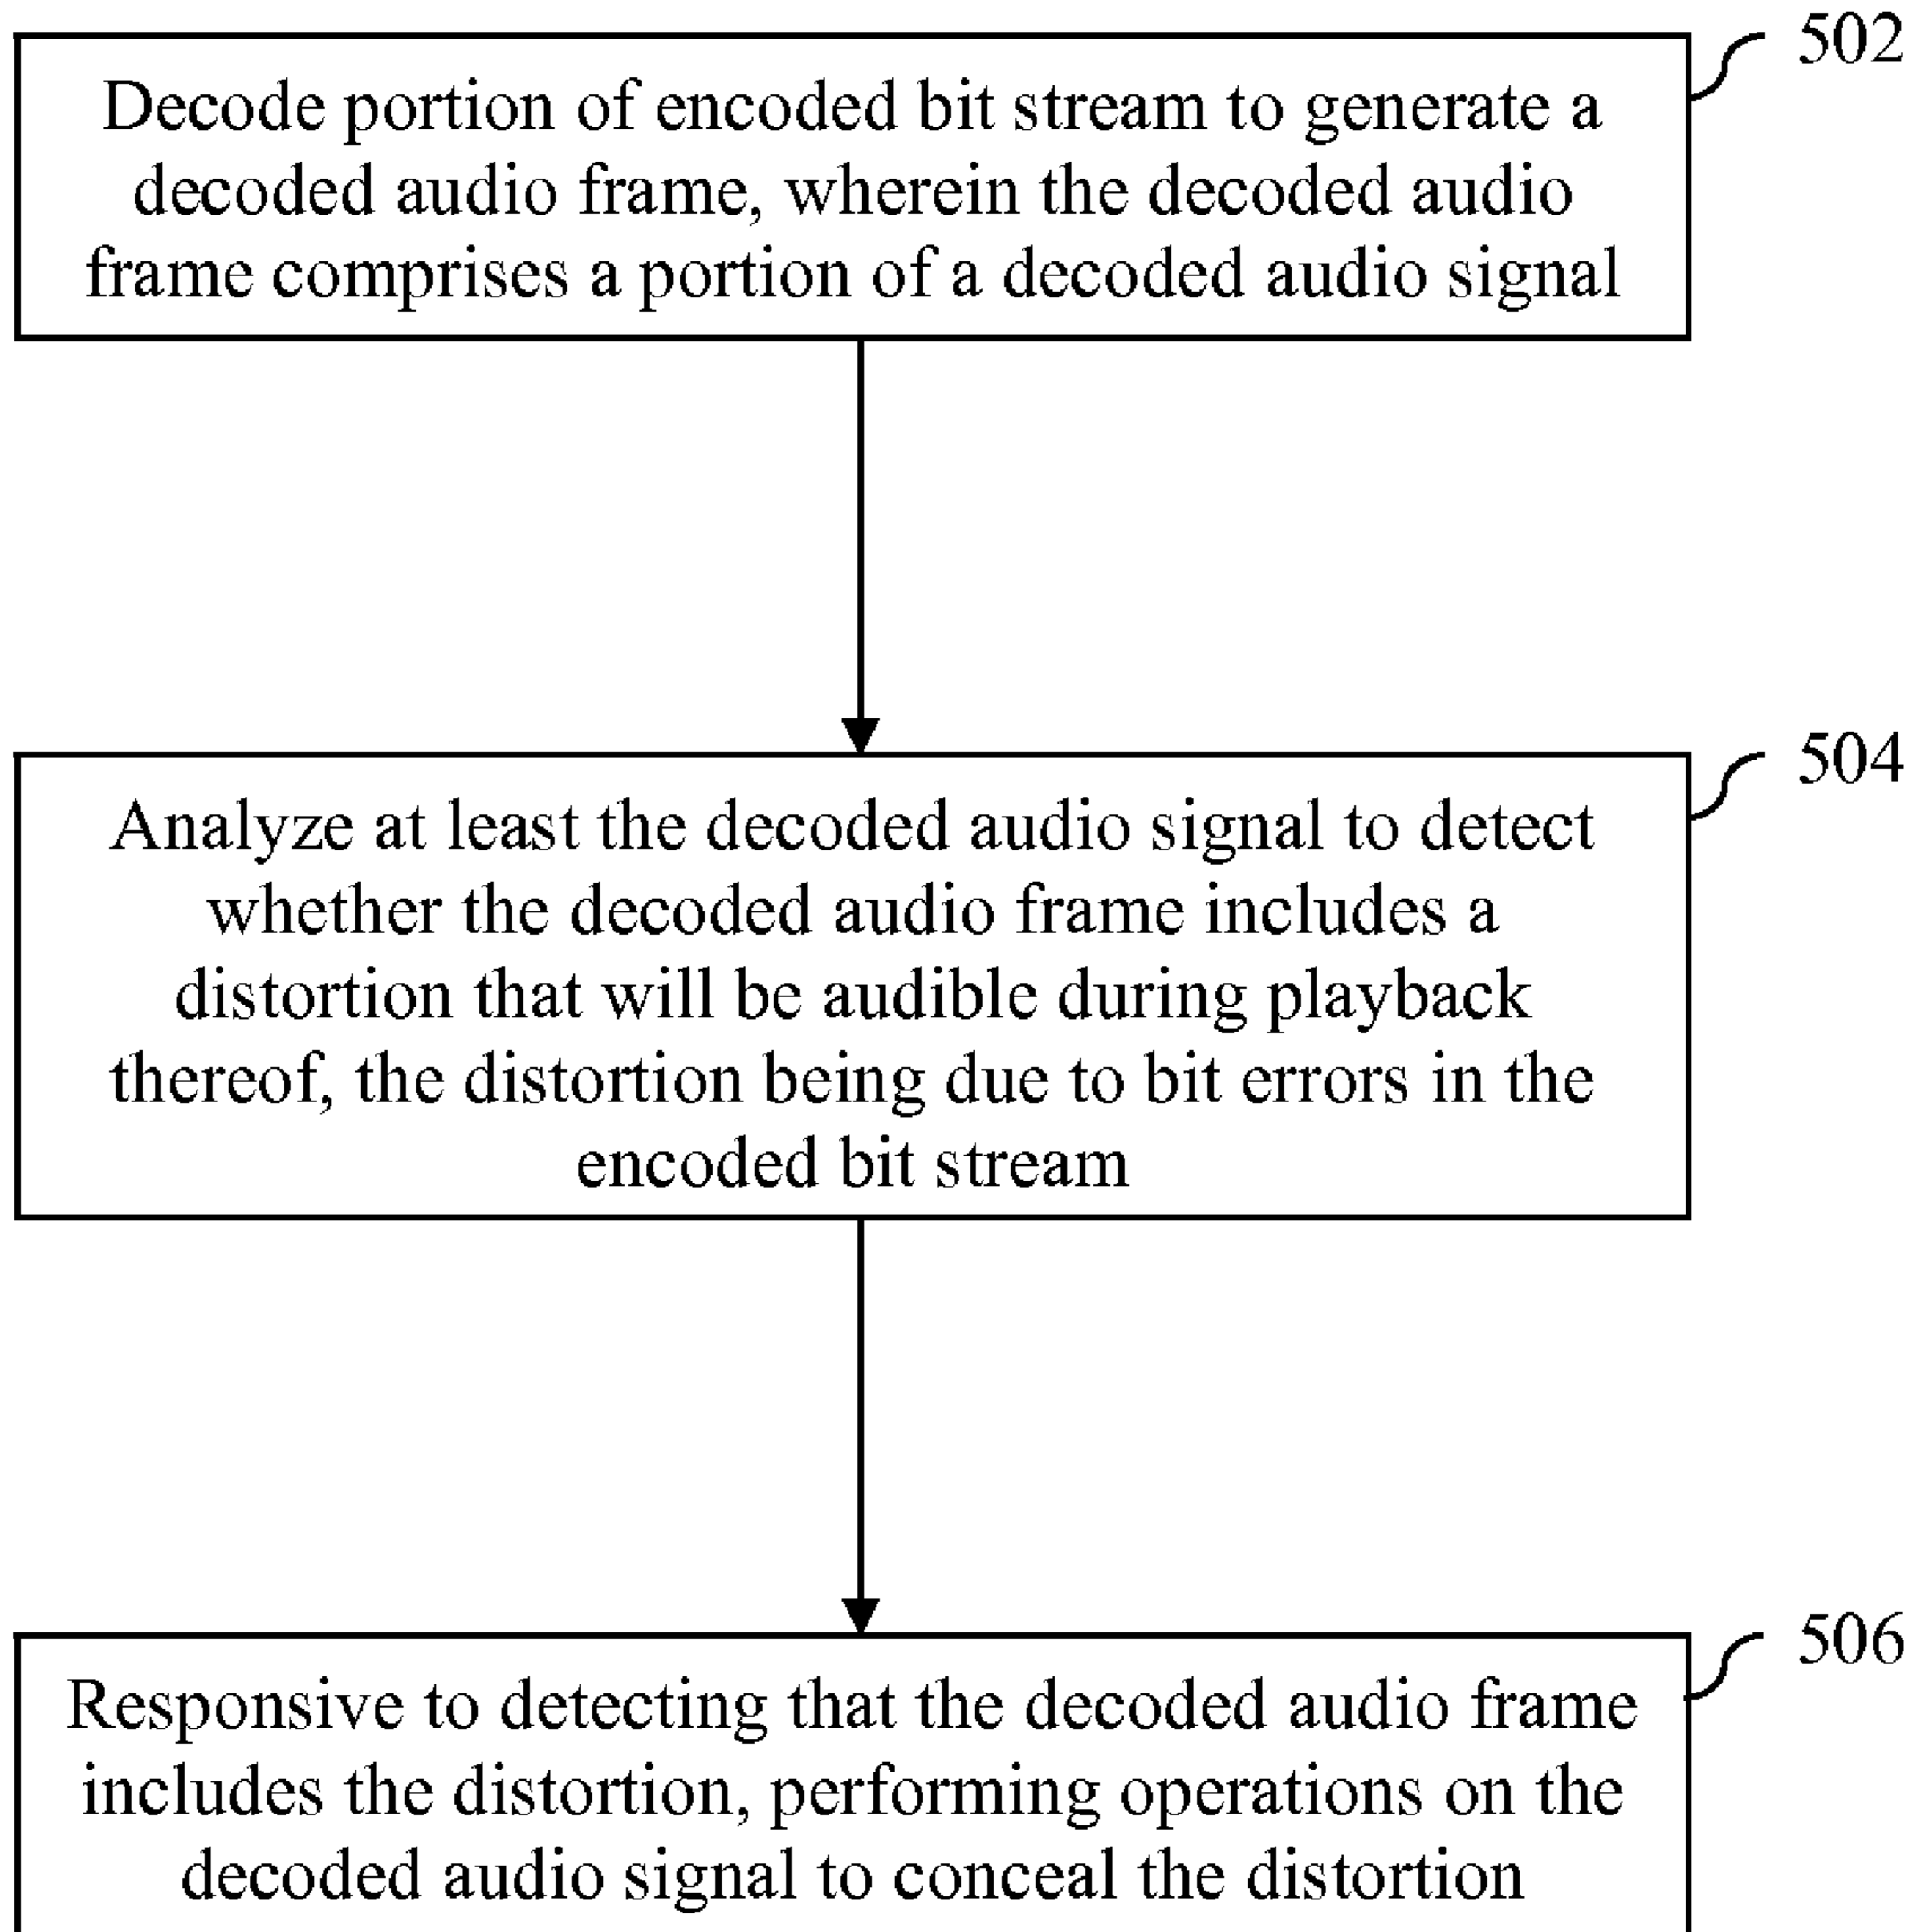 502
Decode portion of encoded bit stream to generate a
decoded audio frame, wherein the decoded audio
frame comprises a portion of a decoded audio signal
504
Analyze at least the decoded audio signal to detect
whether the decoded audio frame includes a
distortion that will be audible during playback
thereof, the distortion being due to bit errors in the
encoded bit stream
506
Responsive to detecting that the decoded audio frame
includes the distortion, performing operations on the
decoded audio signal to conceal the distortion